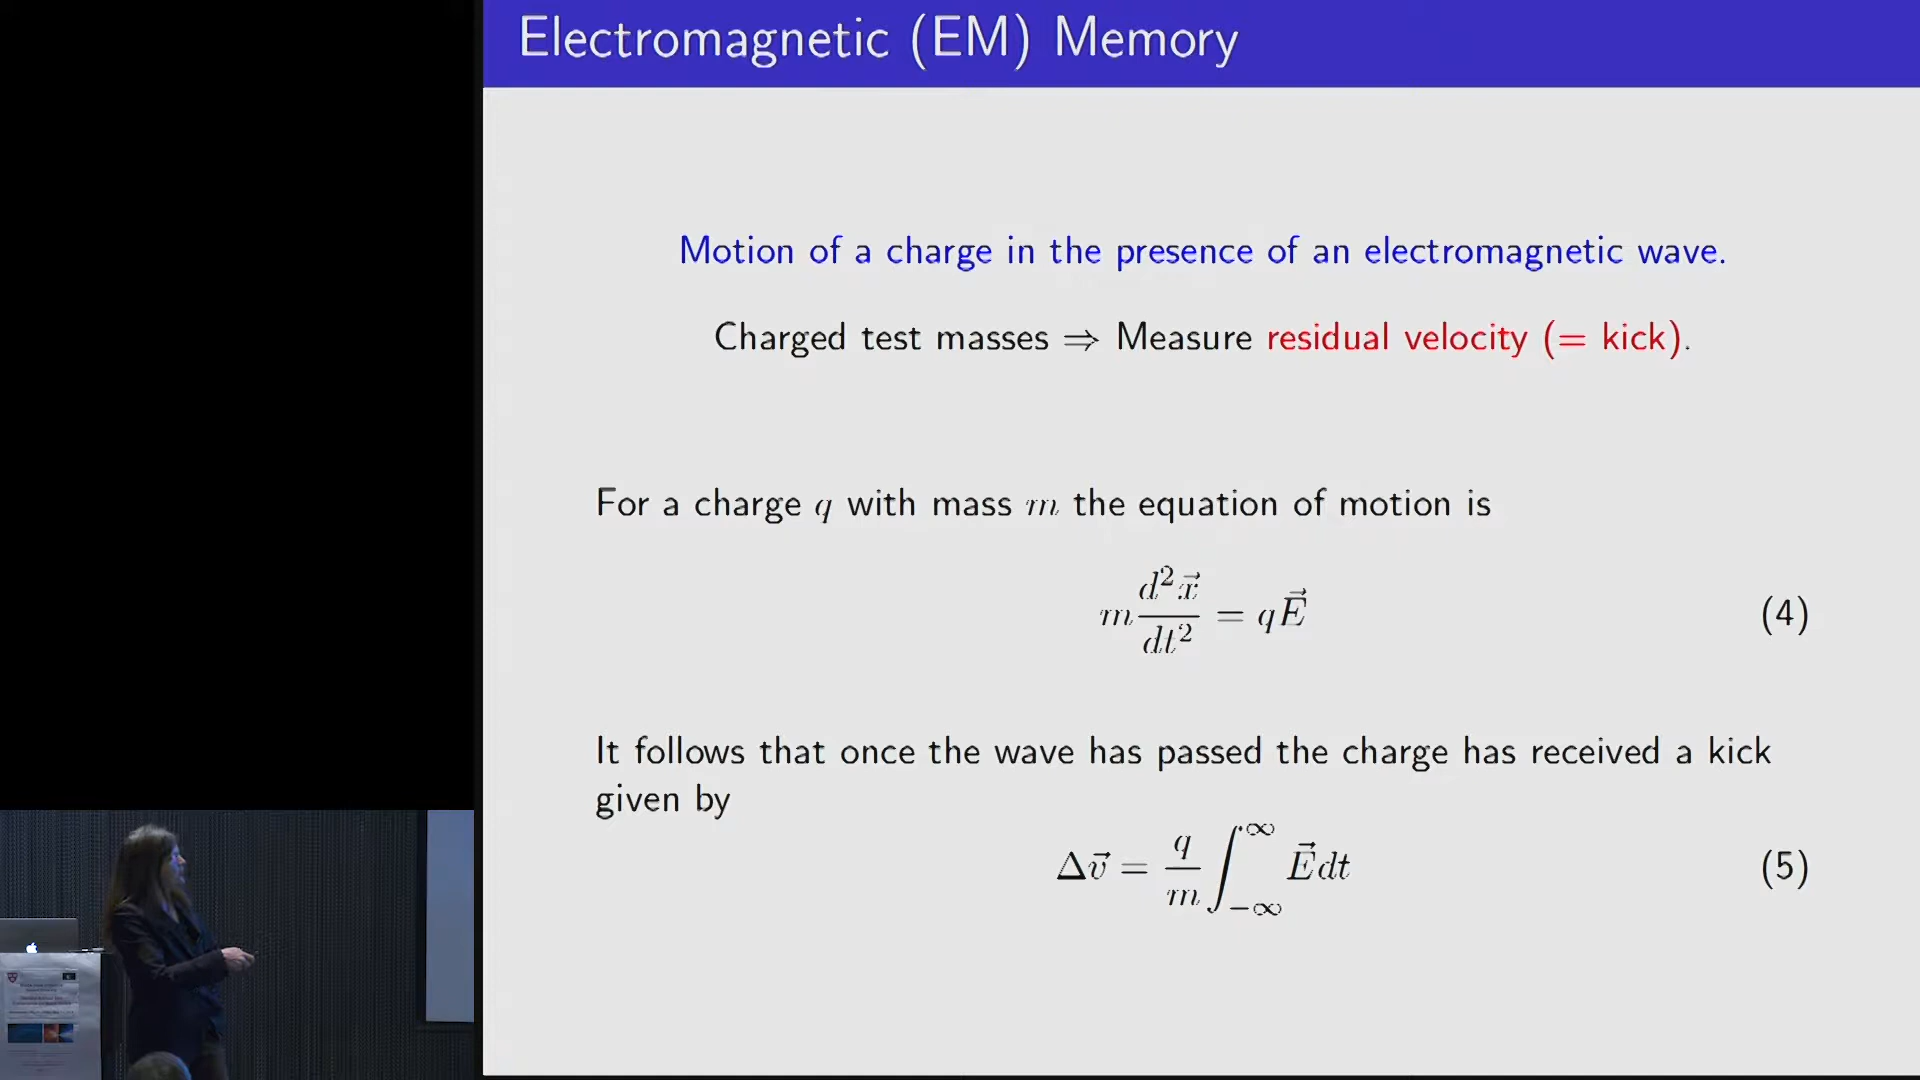 Electromagnetic (EM) Memory
Motion of a charge in the presence of an electromagnetic wave.
Charged test masses ⇒ Measure residual velocity (= kick).
For a charge q with mass m the equation of motion is
m d²x⃗/dt² = qE⃗ (4)
It follows that once the wave has passed the charge has received a kick
given by
Δv⃗ = q/m ∫_{-∞}^{∞} E⃗dt (5)